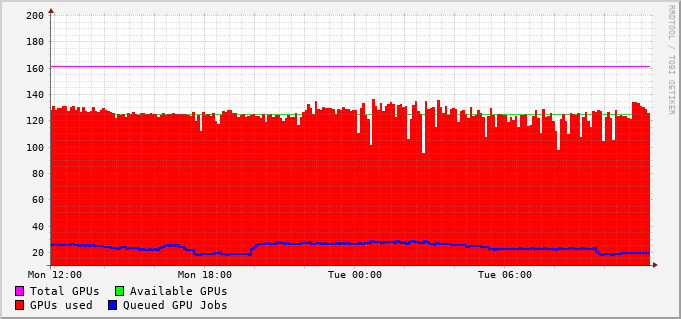 200
180
160
140
120
100
80
60
40
20
Mon 12:00 Mon 18:00 Tue 00:00 Tue 06:00
Total GPUs Available GPUs
GPUs used Queued GPU Jobs
RRDTOOL / TOBI OETIKER